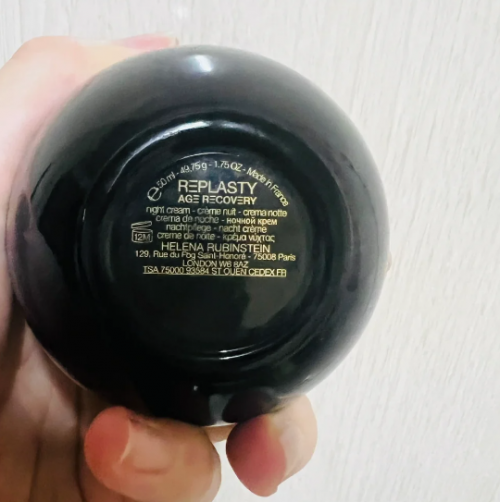 ℮ 50 ml - 49.75 g - 1.75 OZ - Made in France
REPLASTY
AGE RECOVERY
night cream - crème nuit - crema notte
crema de noche - ночной крем
nachtpflege - nacht crème
12M
creme de noite - κρέμα νύχτας
HELENA RUBINSTEIN
129, Rue du Fbg Saint-Honoré - 75008 Paris
LONDON W6 8AZ
TSA 75000 93584 ST OUEN CEDEX FR